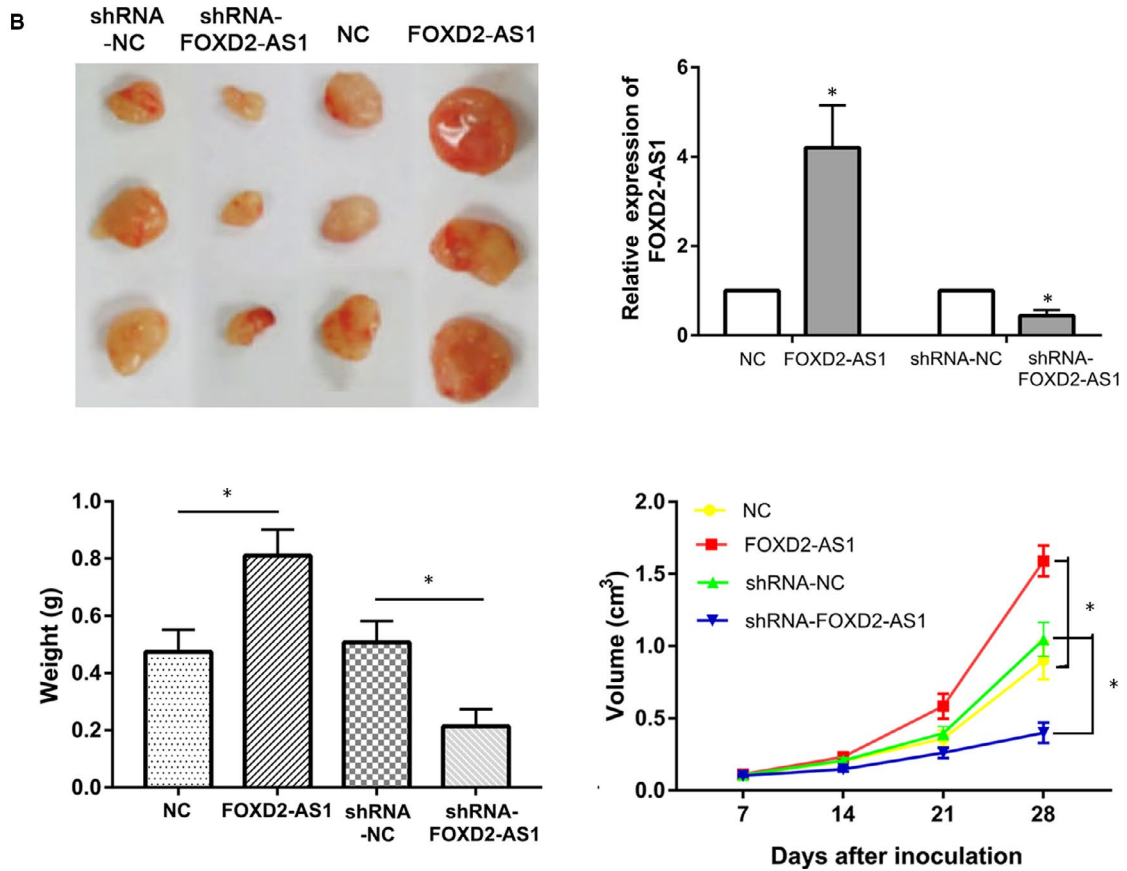 B
shRNA
-NC
shRNA-
FOXD2-AS1
NC
FOXD2-AS1
Relative expression of
FOXD2-AS1
6
4
2
0
*
*
NC
FOXD2-AS1
shRNA-NC
shRNA-
FOXD2-AS1
Weight (g)
1.0
0.8
0.6
0.4
0.2
0.0
*
*
NC
FOXD2-AS1
shRNA
-NC
shRNA-
FOXD2-AS1
Volume (cm³)
2.0
1.5
1.0
0.5
0.0
NC
FOXD2-AS1
shRNA-NC
shRNA-FOXD2-AS1
*
*
7
14
21
28
Days after inoculation